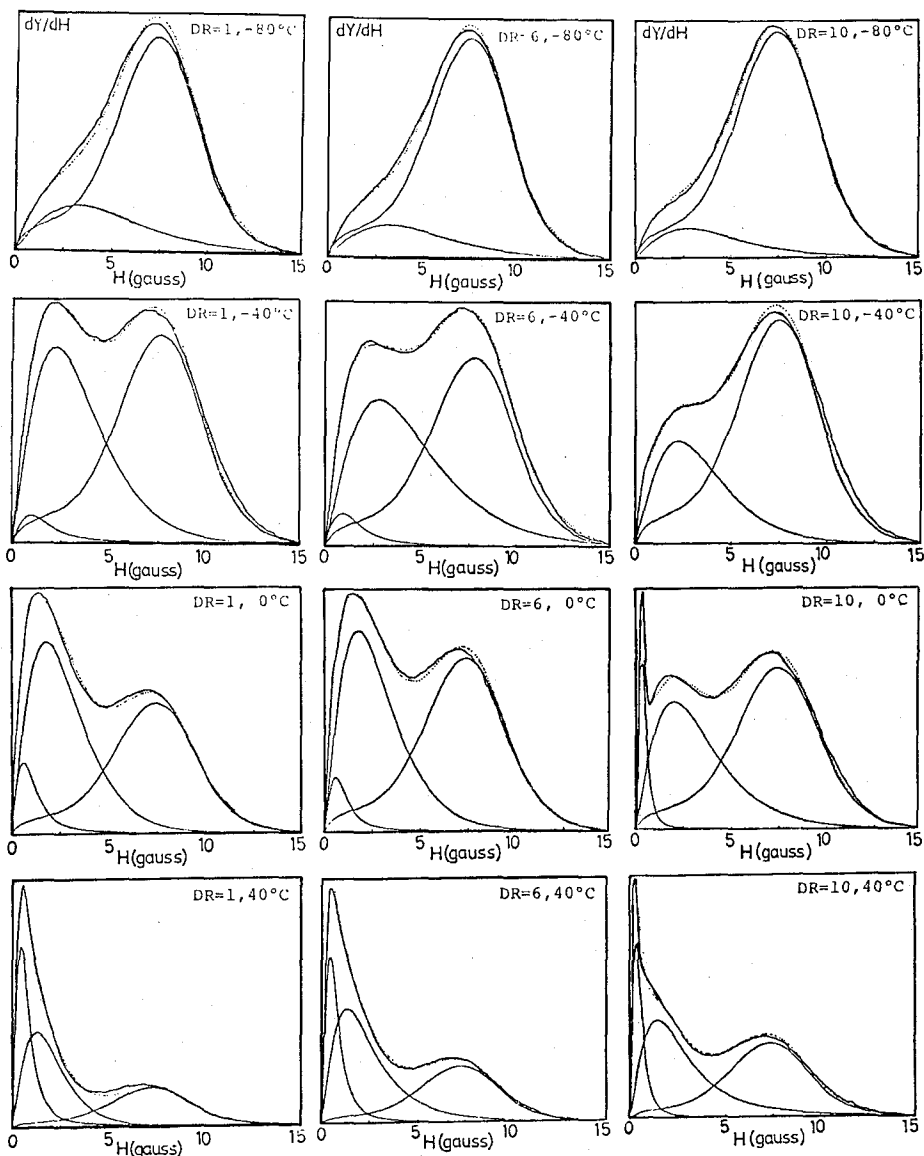 dY/dH
DR=1,-80°C
0 5 10 15
H(gauss)
DR=6,-80°C
0 5 10 15
H(gauss)
dY/dH
DR=10,-80°C
0 5 10 15
H(gauss)
DR=1,-40°C
0 5 10 15
H(gauss)
DR=6,-40°C
0 5 10 15
H(gauss)
DR=10,-40°C
0 5 10 15
H(gauss)
DR=1, 0°C
0 5 10 15
H(gauss)
DR=6, 0°C
0 5 10 15
H(gauss)
DR=10, 0°C
0 5 10 15
H(gauss)
DR=1,40°C
0 5 10 15
H(gauss)
DR=6,40°C
0 5 10 15
H(gauss)
DR=10,40°C
0 5 10 15
H(gauss)